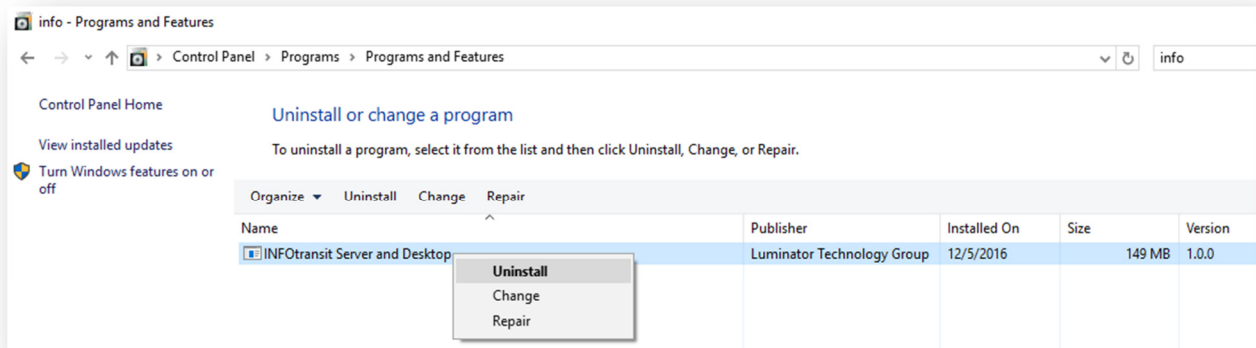 info - Programs and Features
Control Panel > Programs > Programs and Features
info
Control Panel Home
View installed updates
Turn Windows features on or
off
Uninstall or change a program
To uninstall a program, select it from the list and then click Uninstall, Change, or Repair.
Organize Uninstall Change Repair
Name Publisher Installed On Size Version
INFOtransit Server and Desktop Luminator Technology Group 12/5/2016 149 MB 1.0.0
Uninstall
Change
Repair